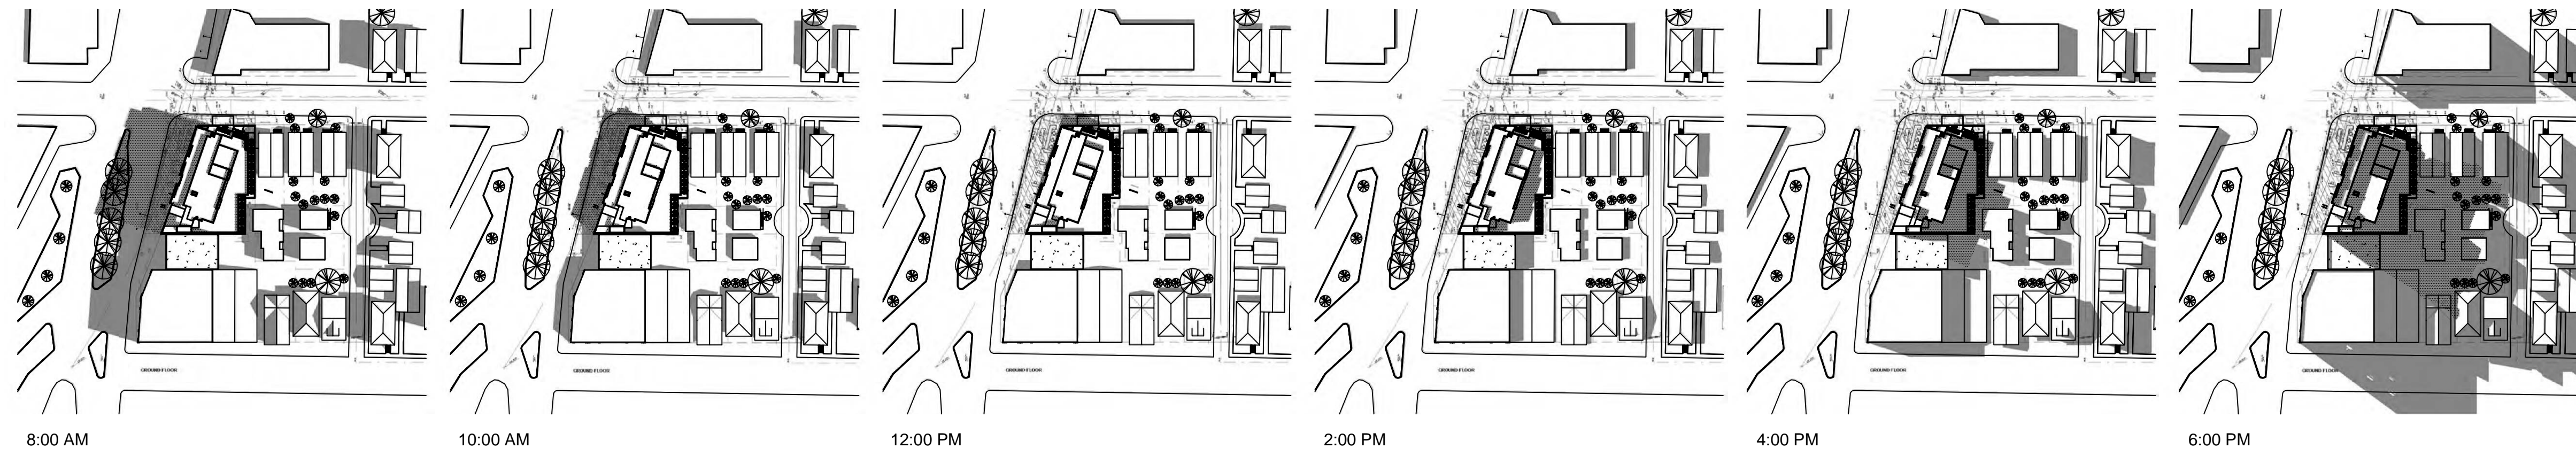 GROUND FLOOR
GROUND FLOOR
GROUND FLOOR
GROUND FLOOR
GROUND FLOOR
GROUND FLOOR
8:00 AM
10:00 AM
12:00 PM
2:00 PM
4:00 PM
6:00 PM